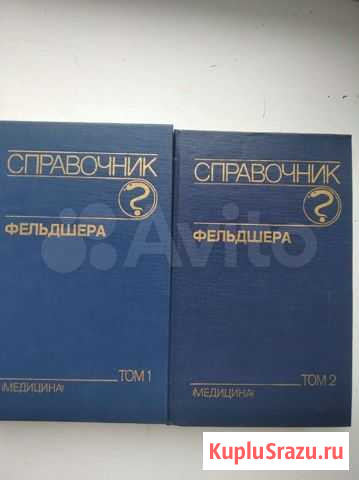 СПРАВОЧНИК
ФЕЛЬДШЕРА
ТОМ 1
«МЕДИЦИНА»
СПРАВОЧНИК
ФЕЛЬДШЕРА
ТОМ 2
«МЕДИЦИНА»
Avito
KupluSrazu.ru